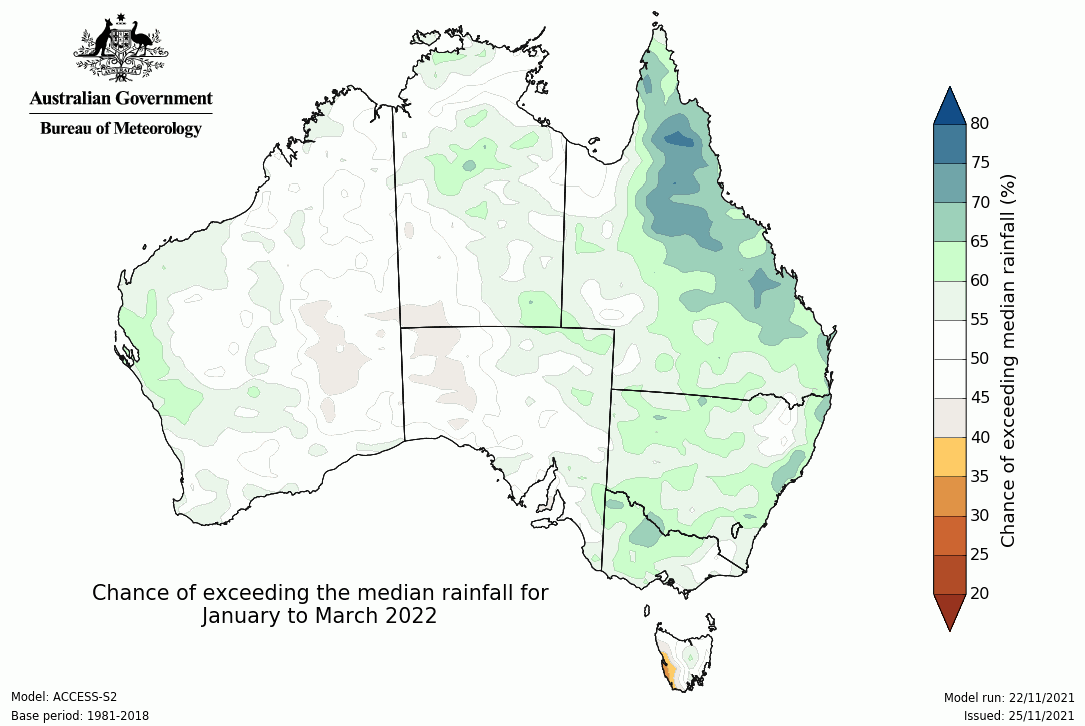 AUSTRALIA
Australian Government
Bureau of Meteorology
80
75
70
65
60
55
50
45
40
35
30
25
20
Chance of exceeding median rainfall (%)
Chance of exceeding the median rainfall for
January to March 2022
Model: ACCESS-S2
Base period: 1981-2018
Model run: 22/11/2021
Issued: 25/11/2021